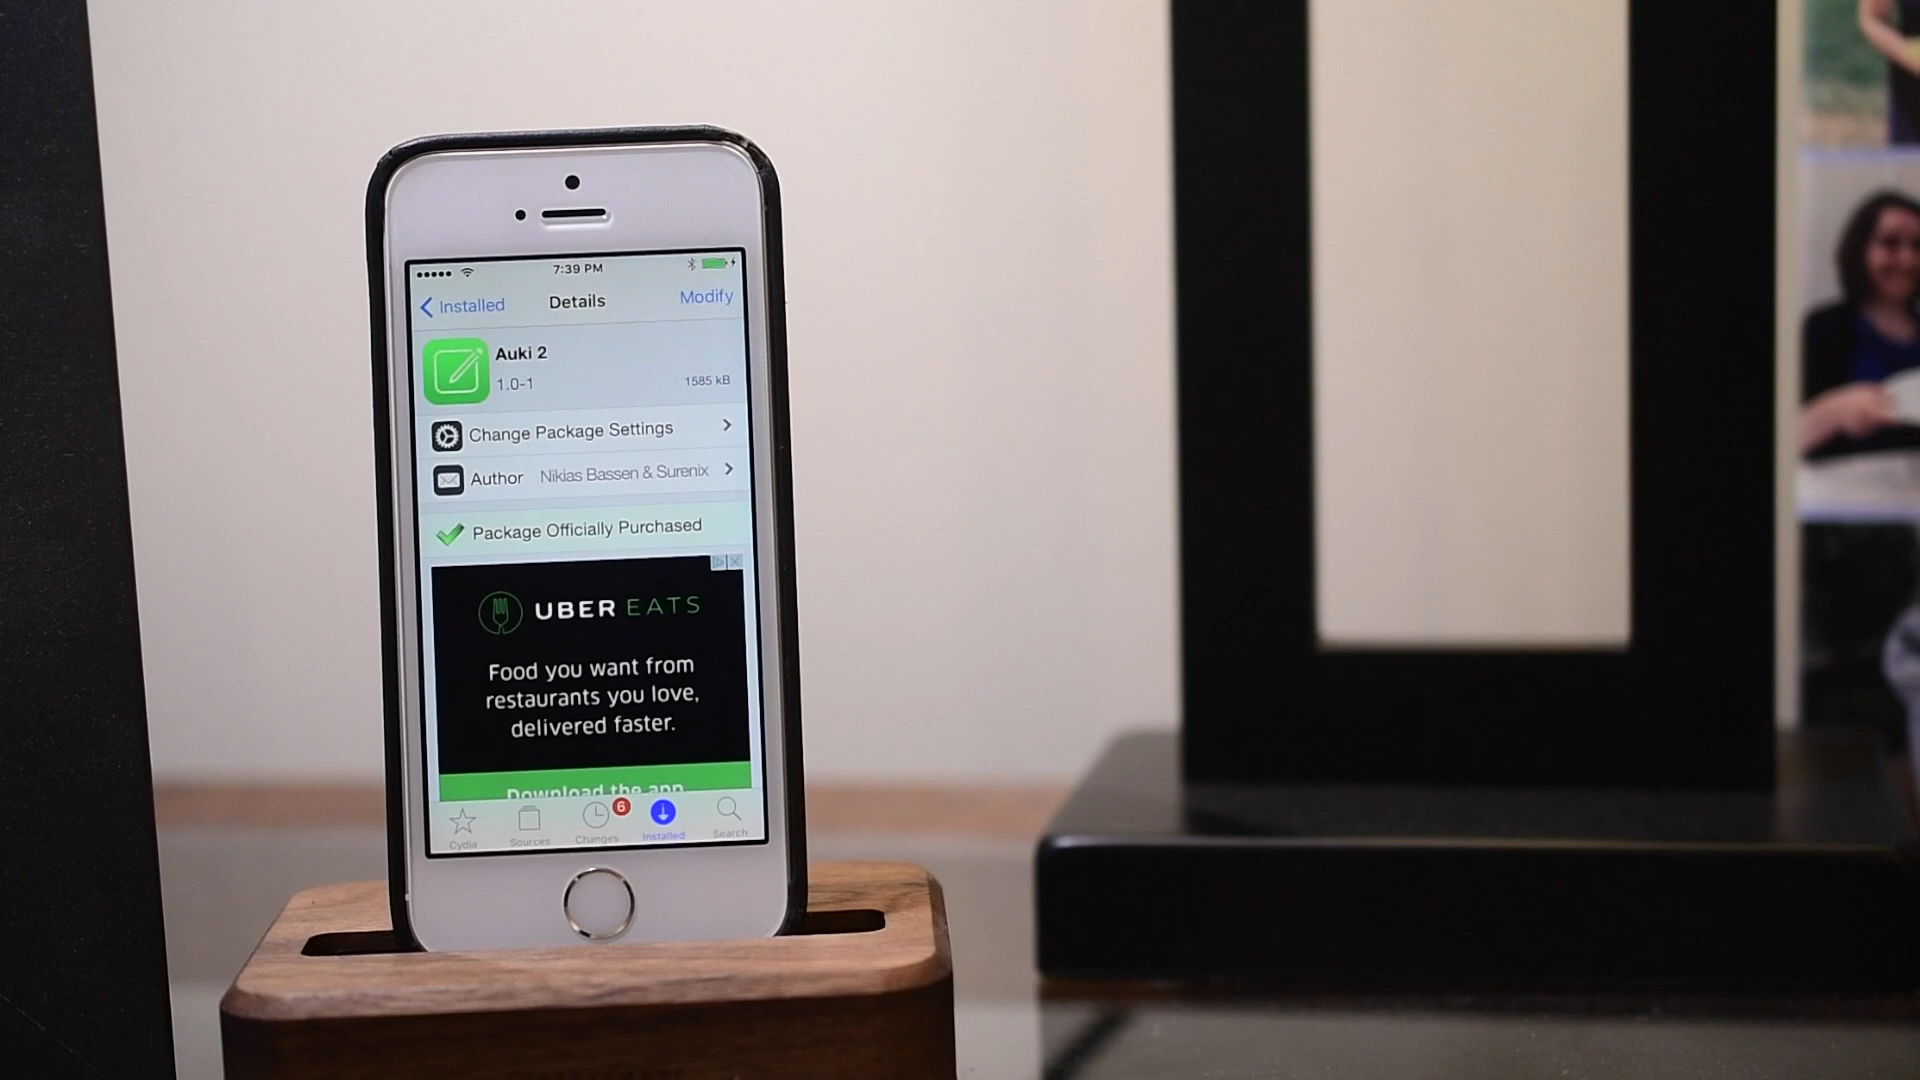 7:39 PM
Installed
Details
Modify
Auki 2
1.0-1
1585 kB
Change Package Settings
Author Nikias Bassen & Surenix
Package Officially Purchased
UBER EATS
Food you want from
restaurants you love,
delivered faster.
Download the app
6
Cydia
Sources
Changes
Installed
Search